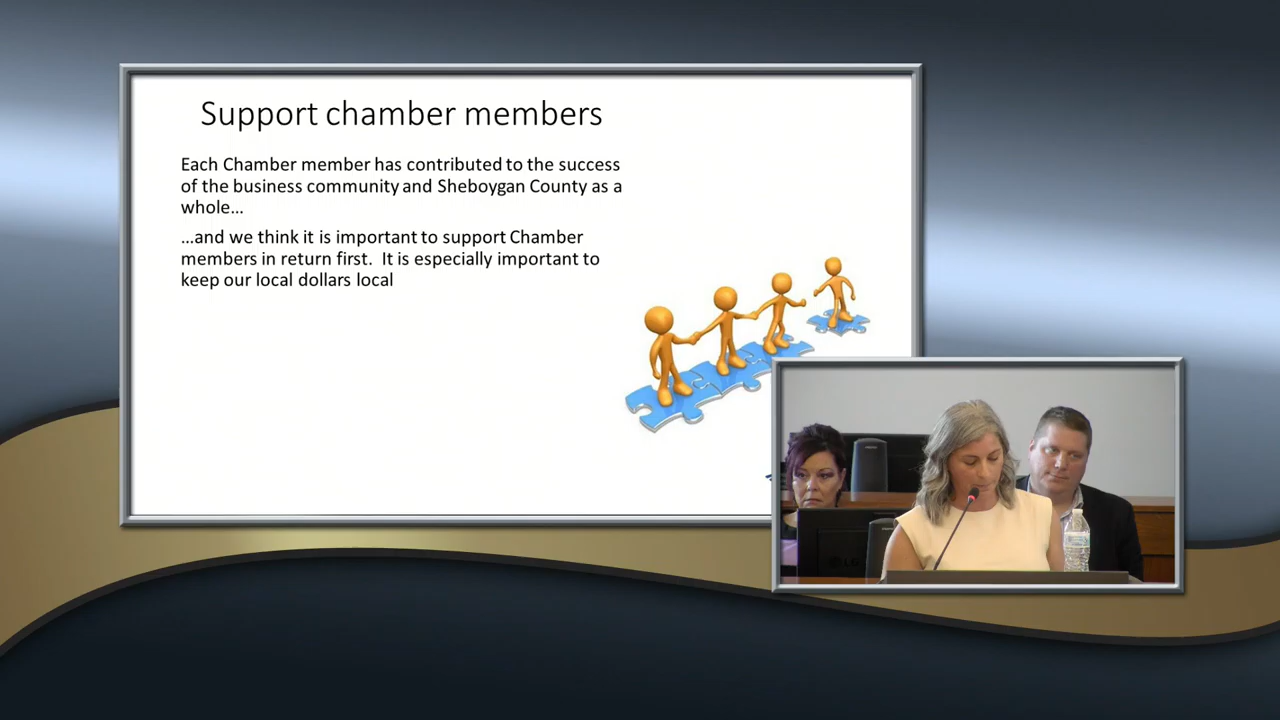 Support chamber members
Each Chamber member has contributed to the success
of the business community and Sheboygan County as a
whole...
...and we think it is important to support Chamber
members in return first.  It is especially important to
keep our local dollars local
LG